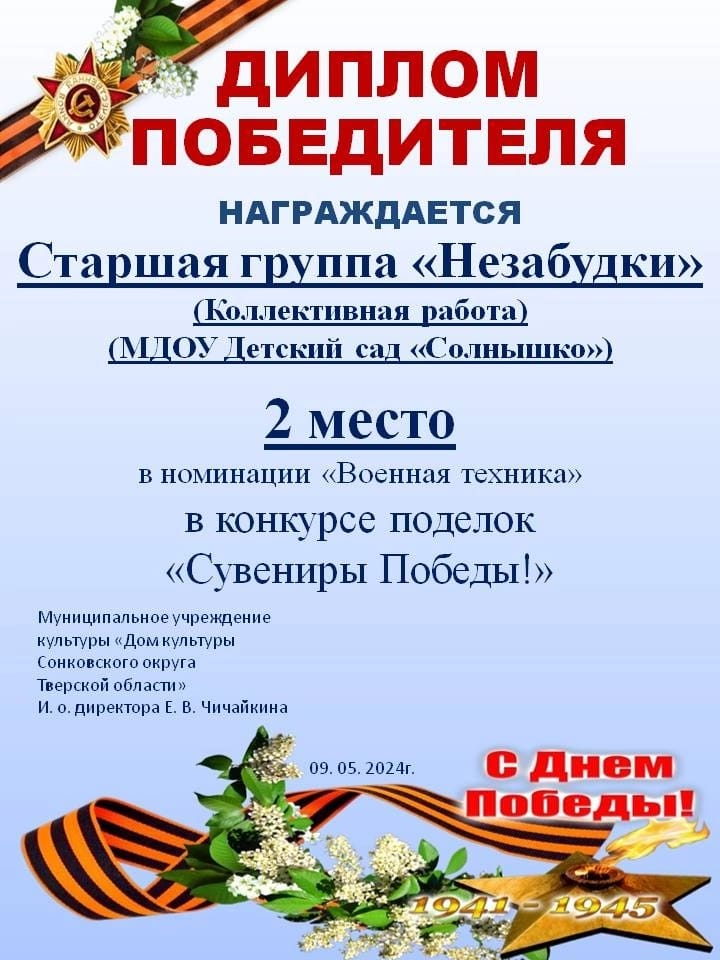 ДИПЛОМ
ПОБЕДИТЕЛЯ
НАГРАЖДАЕТСЯ
Старшая группа «Незабудки»
(Коллективная работа)
(МДОУ Детский сад «Солнышко»)
2 место
в номинации «Военная техника»
в конкурсе поделок
«Сувениры Победы!»
Муниципальное учреждение
культуры «Дом культуры
Сонковского округа
Тверской области»
И. о. директора Е. В. Чичайкина
09. 05. 2024г.
С Днем
Победы!
1941 - 1945